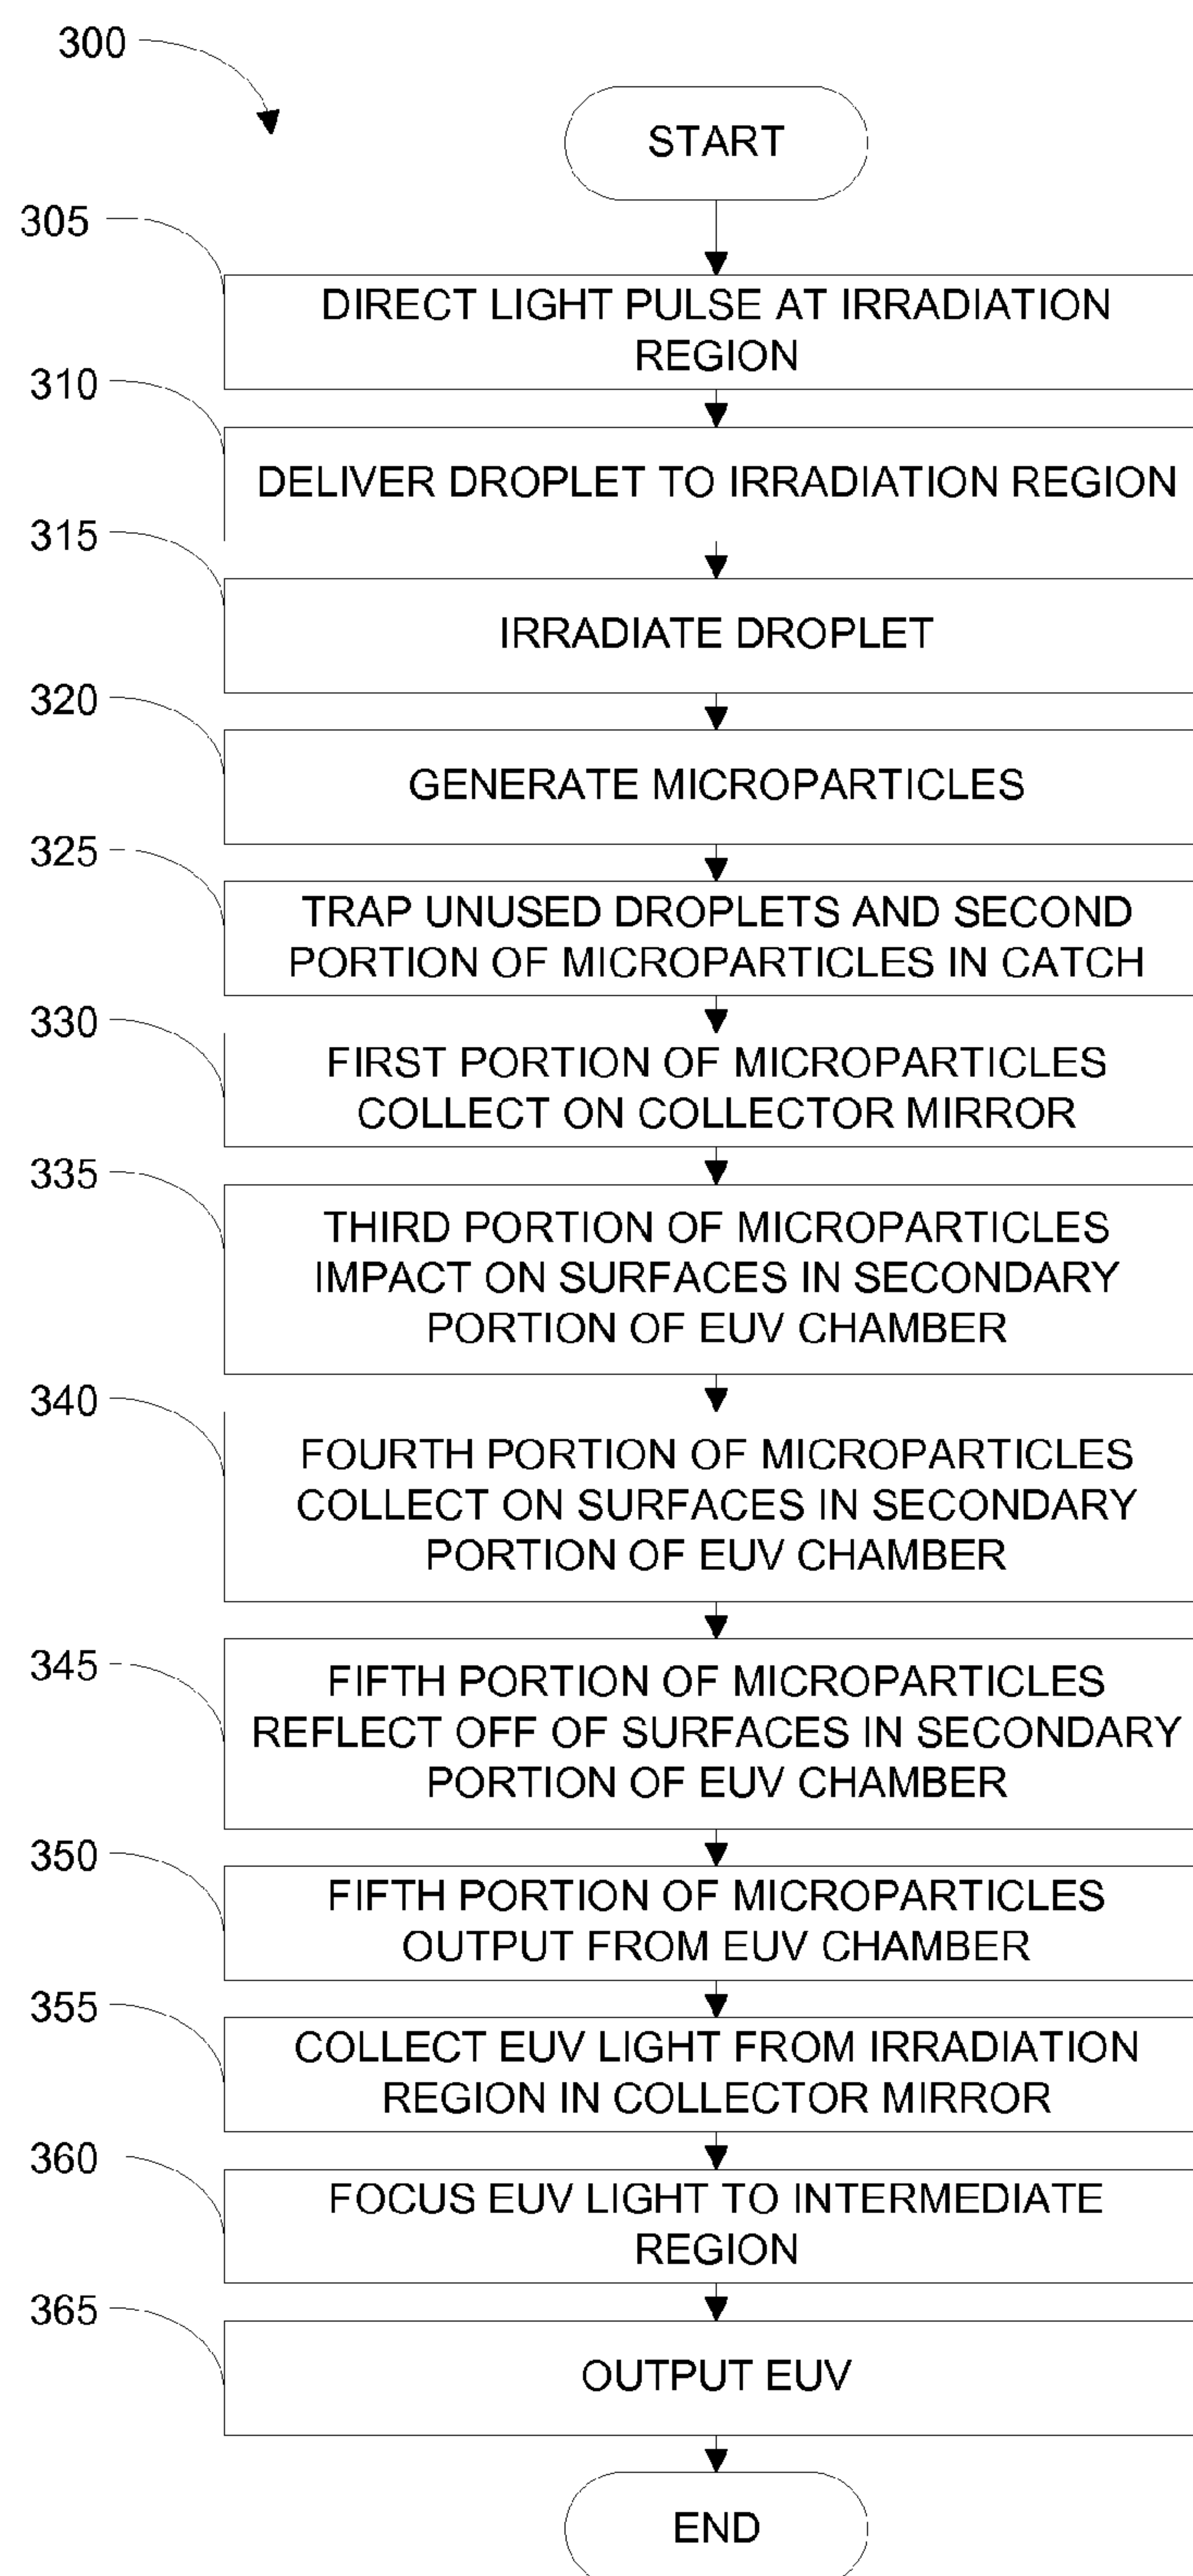 300
START
305
DIRECT LIGHT PULSE AT IRRADIATION
REGION
310
DELIVER DROPLET TO IRRADIATION REGION
315
IRRADIATE DROPLET
320
GENERATE MICROPARTICLES
325
TRAP UNUSED DROPLETS AND SECOND
PORTION OF MICROPARTICLES IN CATCH
330
FIRST PORTION OF MICROPARTICLES
COLLECT ON COLLECTOR MIRROR
335
THIRD PORTION OF MICROPARTICLES
IMPACT ON SURFACES IN SECONDARY
PORTION OF EUV CHAMBER
340
FOURTH PORTION OF MICROPARTICLES
COLLECT ON SURFACES IN SECONDARY
PORTION OF EUV CHAMBER
345
FIFTH PORTION OF MICROPARTICLES
REFLECT OFF OF SURFACES IN SECONDARY
PORTION OF EUV CHAMBER
350
FIFTH PORTION OF MICROPARTICLES
OUTPUT FROM EUV CHAMBER
355
COLLECT EUV LIGHT FROM IRRADIATION
REGION IN COLLECTOR MIRROR
360
FOCUS EUV LIGHT TO INTERMEDIATE
REGION
365
OUTPUT EUV
END